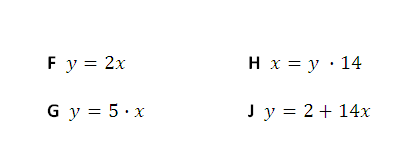 F y = 2x
H x = y · 14
G y = 5 · x
J y = 2 + 14x